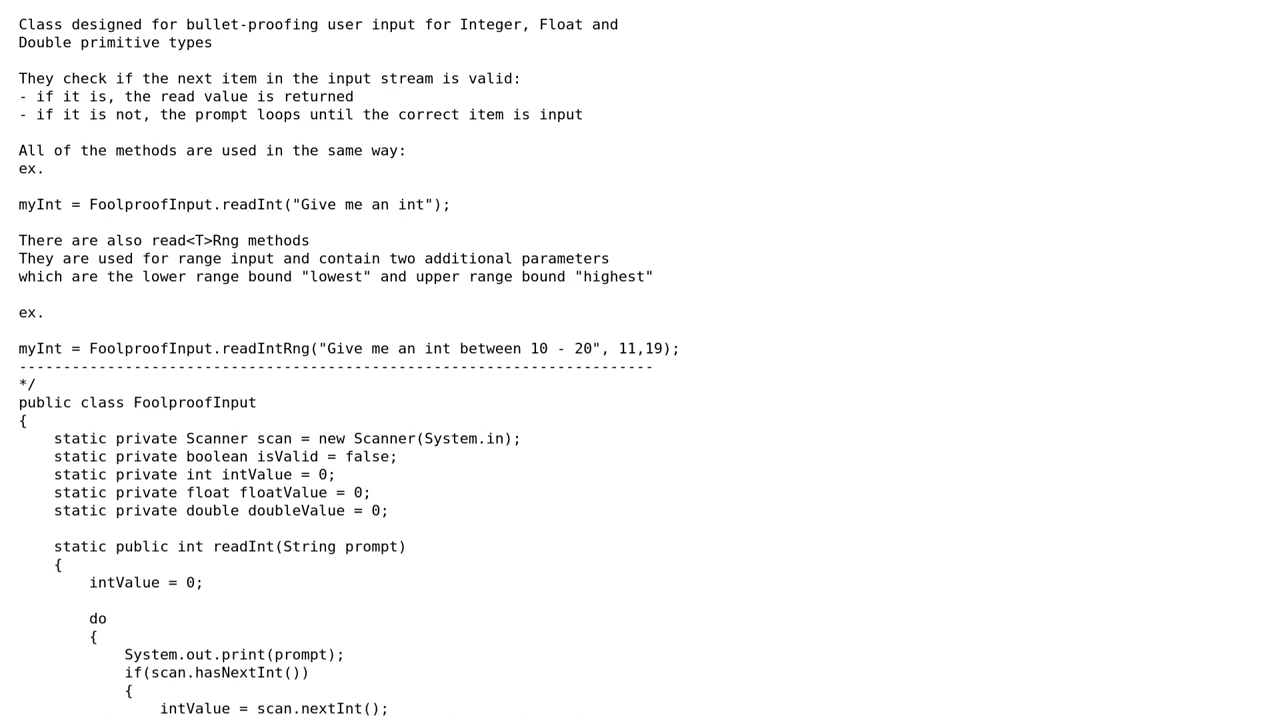 Class designed for bullet-proofing user input for Integer, Float and
Double primitive types

They check if the next item in the input stream is valid:
- if it is, the read value is returned
- if it is not, the prompt loops until the correct item is input

All of the methods are used in the same way:
ex.

myInt = FoolproofInput.readInt("Give me an int");

There are also read<T>Rng methods
They are used for range input and contain two additional parameters
which are the lower range bound "lowest" and upper range bound "highest"

ex.

myInt = FoolproofInput.readIntRng("Give me an int between 10 - 20", 11,19);
------------------------------------------------------------------------
*/
public class FoolproofInput
{
    static private Scanner scan = new Scanner(System.in);
    static private boolean isValid = false;
    static private int intValue = 0;
    static private float floatValue = 0;
    static private double doubleValue = 0;

    static public int readInt(String prompt)
    {
        intValue = 0;

        do
        {
            System.out.print(prompt);
            if(scan.hasNextInt())
            {
                intValue = scan.nextInt();